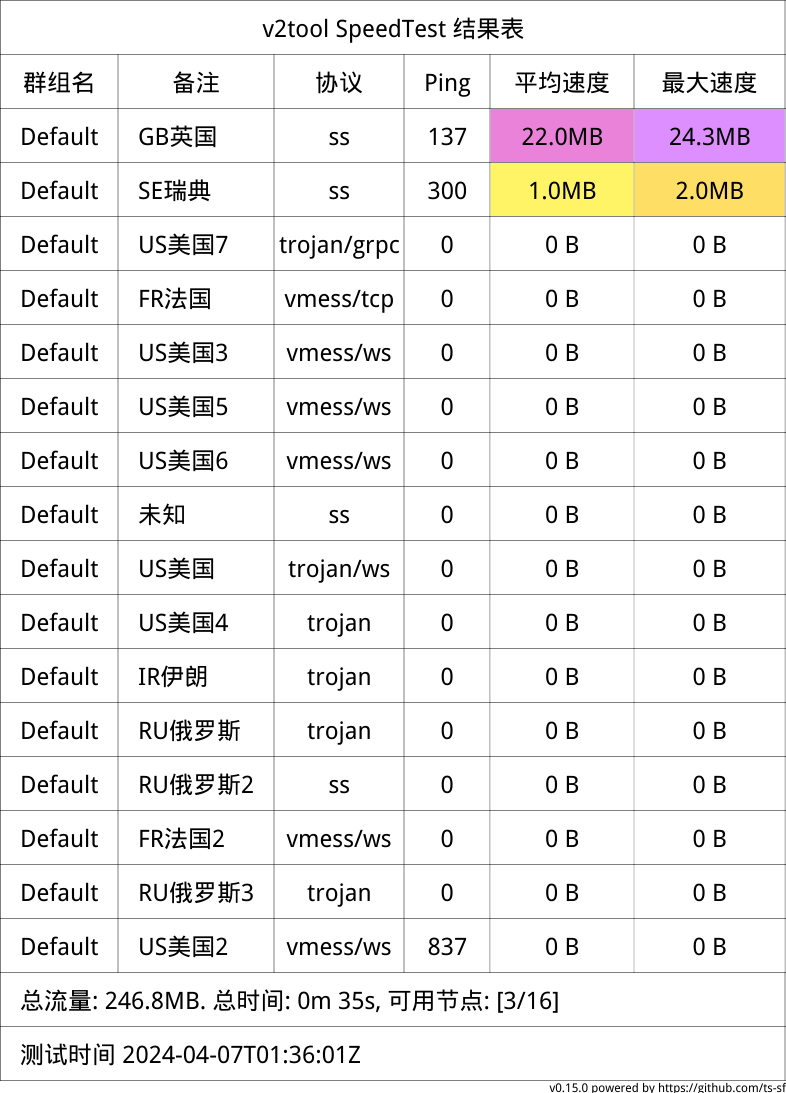 v2tool SpeedTest 结果表
群组名 备注 协议 Ping 平均速度 最大速度
Default GB英国 ss 137 22.0MB 24.3MB
Default SE瑞典 ss 300 1.0MB 2.0MB
Default US美国7 trojan/grpc 0 0 B 0 B
Default FR法国 vmess/tcp 0 0 B 0 B
Default US美国3 vmess/ws 0 0 B 0 B
Default US美国5 vmess/ws 0 0 B 0 B
Default US美国6 vmess/ws 0 0 B 0 B
Default 未知 ss 0 0 B 0 B
Default US美国 trojan/ws 0 0 B 0 B
Default US美国4 trojan 0 0 B 0 B
Default IR伊朗 trojan 0 0 B 0 B
Default RU俄罗斯 trojan 0 0 B 0 B
Default RU俄罗斯2 ss 0 0 B 0 B
Default FR法国2 vmess/ws 0 0 B 0 B
Default RU俄罗斯3 trojan 0 0 B 0 B
Default US美国2 vmess/ws 837 0 B 0 B
总流量: 246.8MB. 总时间: 0m 35s, 可用节点: [3/16]
测试时间 2024-04-07T01:36:01Z
v0.15.0 powered by https://github.com/ts-sf